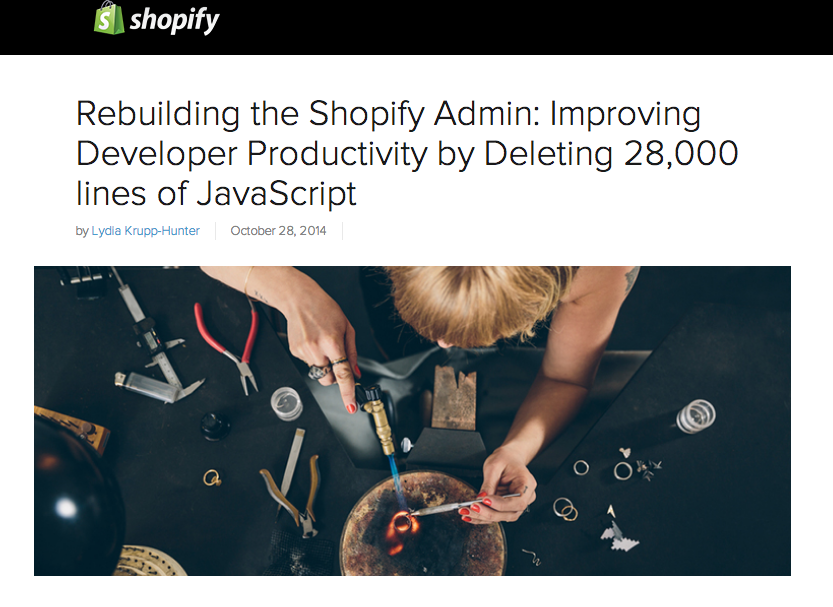 shopify
Rebuilding the Shopify Admin: Improving
Developer Productivity by Deleting 28,000
lines of JavaScript
by Lydia Krupp-Hunter October 28, 2014